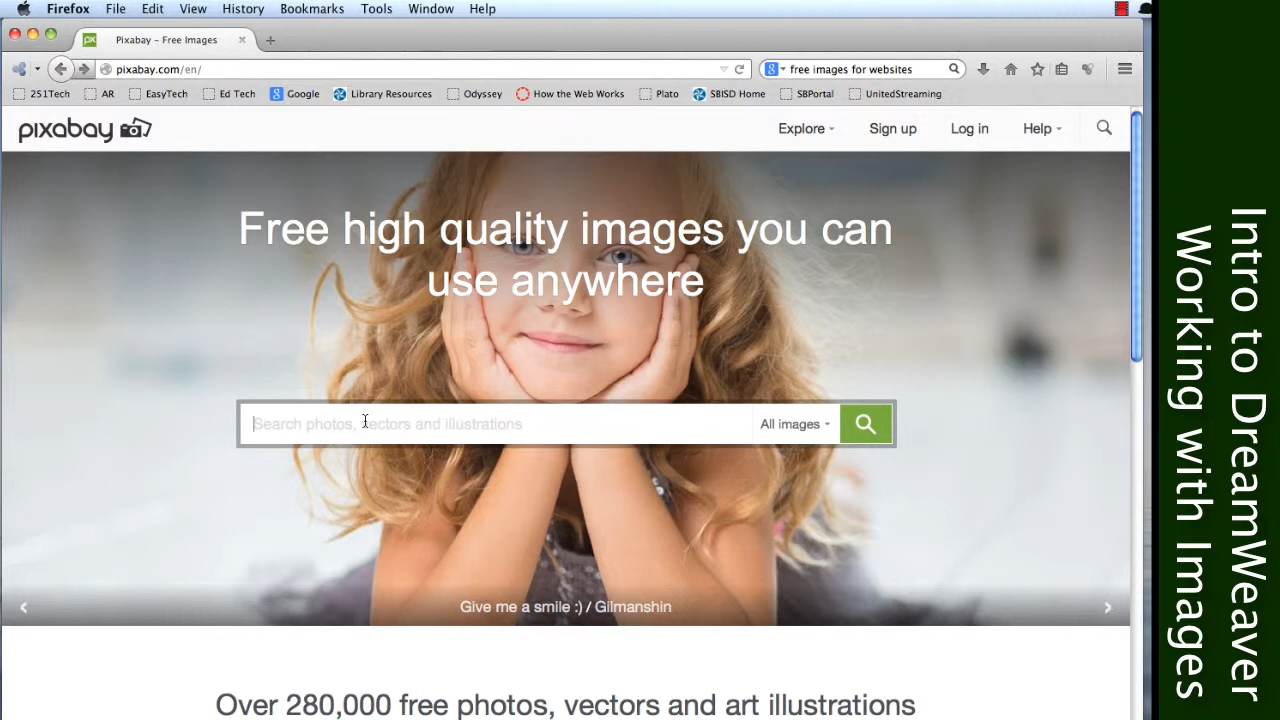 Firefox File Edit View History Bookmarks Tools Window Help
Pixabay - Free Images
pixabay.com/en/
free images for websites
251Tech AR EasyTech Ed Tech Google Library Resources Odyssey How the Web Works Plato SBISD Home SBPortal UnitedStreaming
pixabay
Explore Sign up Log in Help
Free high quality images you can
use anywhere
Search photos, vectors and illustrations
All images
Give me a smile :) / Gilmanshin
Over 280,000 free photos, vectors and art illustrations
Intro to DreamWeaver
Working with Images